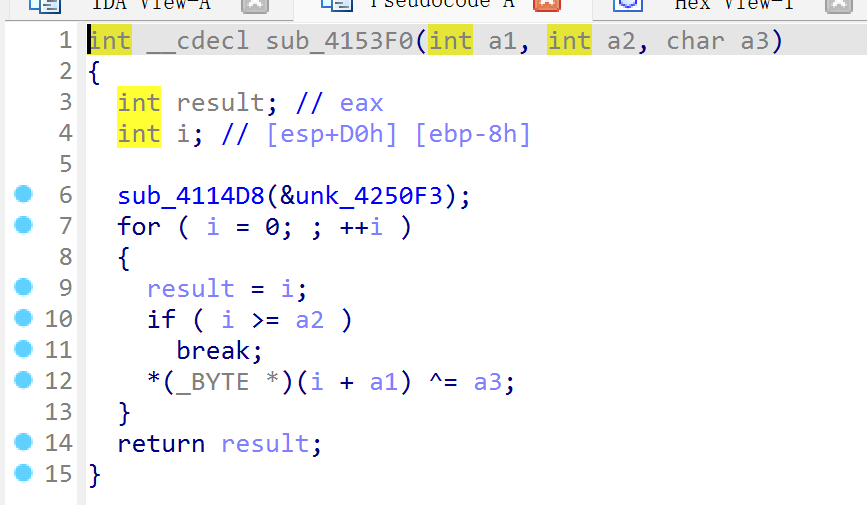 IDA View-A Pseudocode A Hex View-1
1 int __cdecl sub_4153F0(int a1, int a2, char a3)
2 {
3 int result; // eax
4 int i; // [esp+D0h] [ebp-8h]
5
6 sub_4114D8(&unk_4250F3);
7 for ( i = 0; ; ++i )
8 {
9 result = i;
10 if ( i >= a2 )
11 break;
12 *(_BYTE *)(i + a1) ^= a3;
13 }
14 return result;
15 }